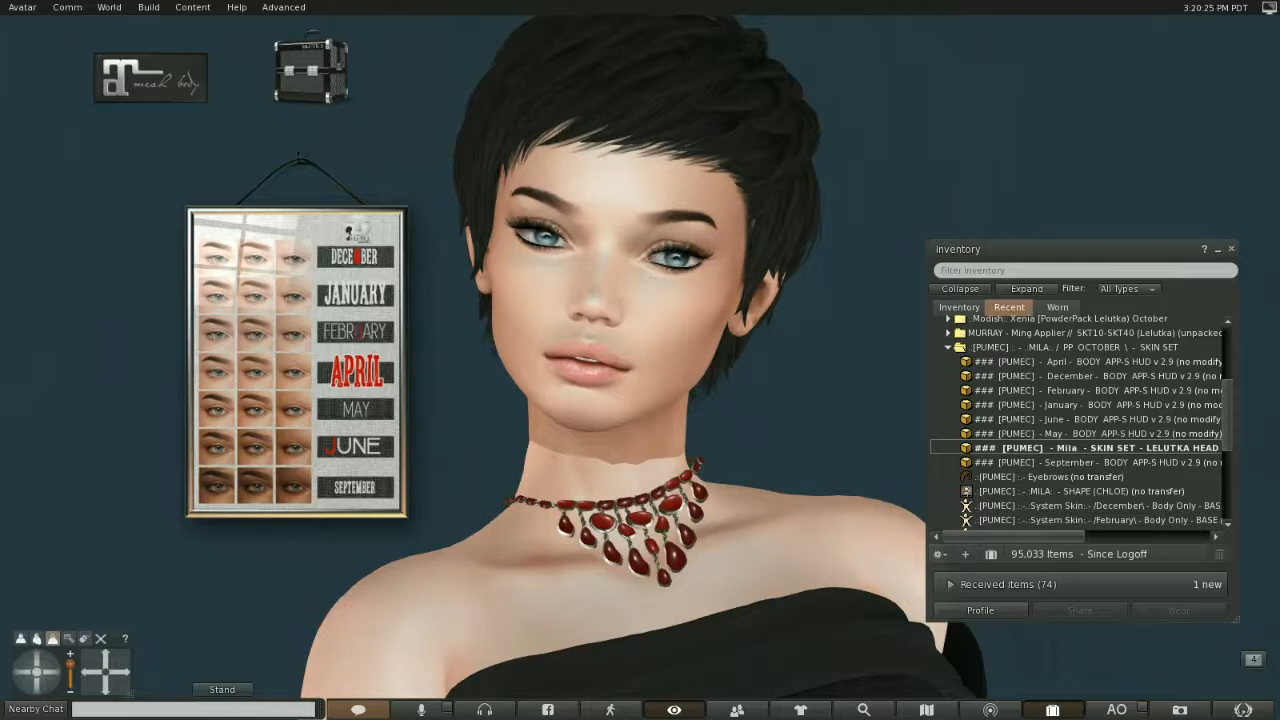 Avatar Comm World Build Content Help Advanced
3:20:25 PM PDT
mesh body
DECEMBER
JANUARY
FEBRUARY
APRIL
MAY
JUNE
SEPTEMBER
Inventory
? _ ×
Filter Inventory
Collapse Expand Filter: All Types
Inventory Recent Worn
.:Modish:. Xenia [PowderPack Lelutka] October
MURRAY - Ming Applier // SKT10-SKT40 (Lelutka) (unpacked
:[PUMEC] : - .:MILA:. / PP OCTOBER \ - SKIN SET
### [PUMEC] - April - BODY APP-S HUD v 2.9 (no modify
### [PUMEC] - December - BODY APP-S HUD v 2.9 (no r
### [PUMEC] - February - BODY APP-S HUD v 2.9 (no m
### [PUMEC] - January - BODY APP-S HUD v 2.9 (no mo
### [PUMEC] - June - BODY APP-S HUD v 2.9 (no modify
### [PUMEC] - May - BODY APP-S HUD v 2.9 (no modify)
### [PUMEC] - Mila - SKIN SET - LELUTKA HEAD
### [PUMEC] - September - BODY APP-S HUD v 2.9 (no r
.:[PUMEC] :.- Eyebrows (no transfer)
:[PUMEC] :.-.:MILA: - SHAPE (CHLOE) (no transfer)
:[PUMEC] :.-.:System Skin:.- /December\ - Body Only - BAS
:[PUMEC] :.-.:System Skin:.- /February\ - Body Only - BASE
95,033 Items - Since Logoff
Received Items (74) 1 new
Profile Share Wear
?
4
Stand
Nearby Chat
AO